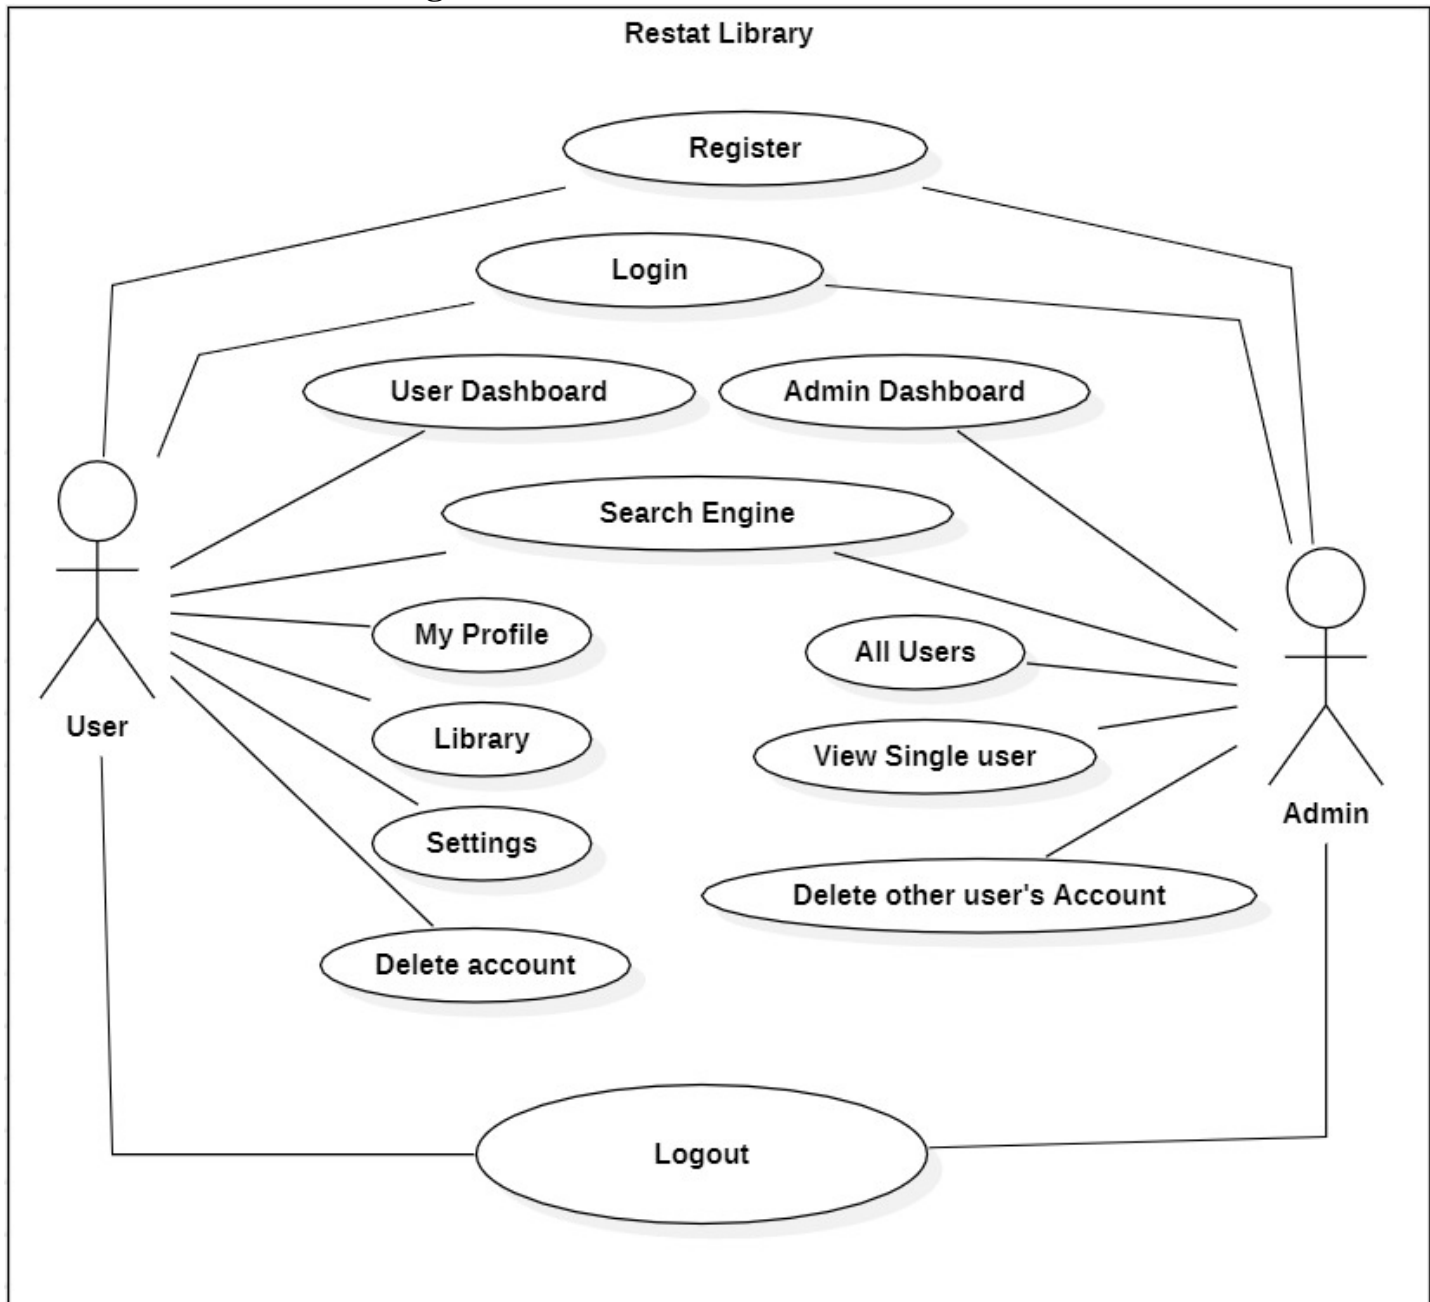 Restat Library
Register
Login
User Dashboard
Admin Dashboard
Search Engine
My Profile
All Users
User
Library
View Single user
Admin
Settings
Delete other user's Account
Delete account
Logout